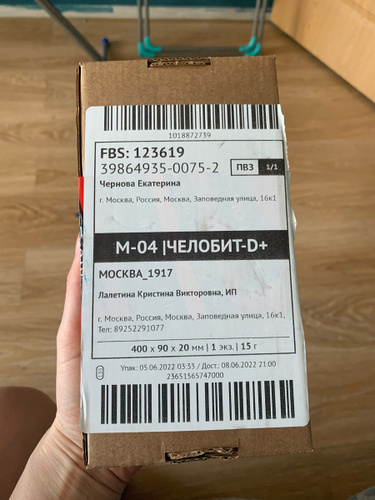 1018872739
FBS: 123619
39864935-0075-2 ПВЗ 1/1
Чернова Екатерина
г. Москва, Россия, Москва, Заповедная улица, 16к1
М-04 |ЧЕЛОБИТ-D+
МОСКВА_1917
Лалетина Кристина Викторовна, ИП
г. Москва, Россия, Москва, Заповедная улица, 16к1,
Тел: 89252291077
400 x 90 x 20 мм | 1 экз. | 15 г
Упак: 05.06.2022 03:33 / Дост.: 08.06.2022 21:00
23651565747000